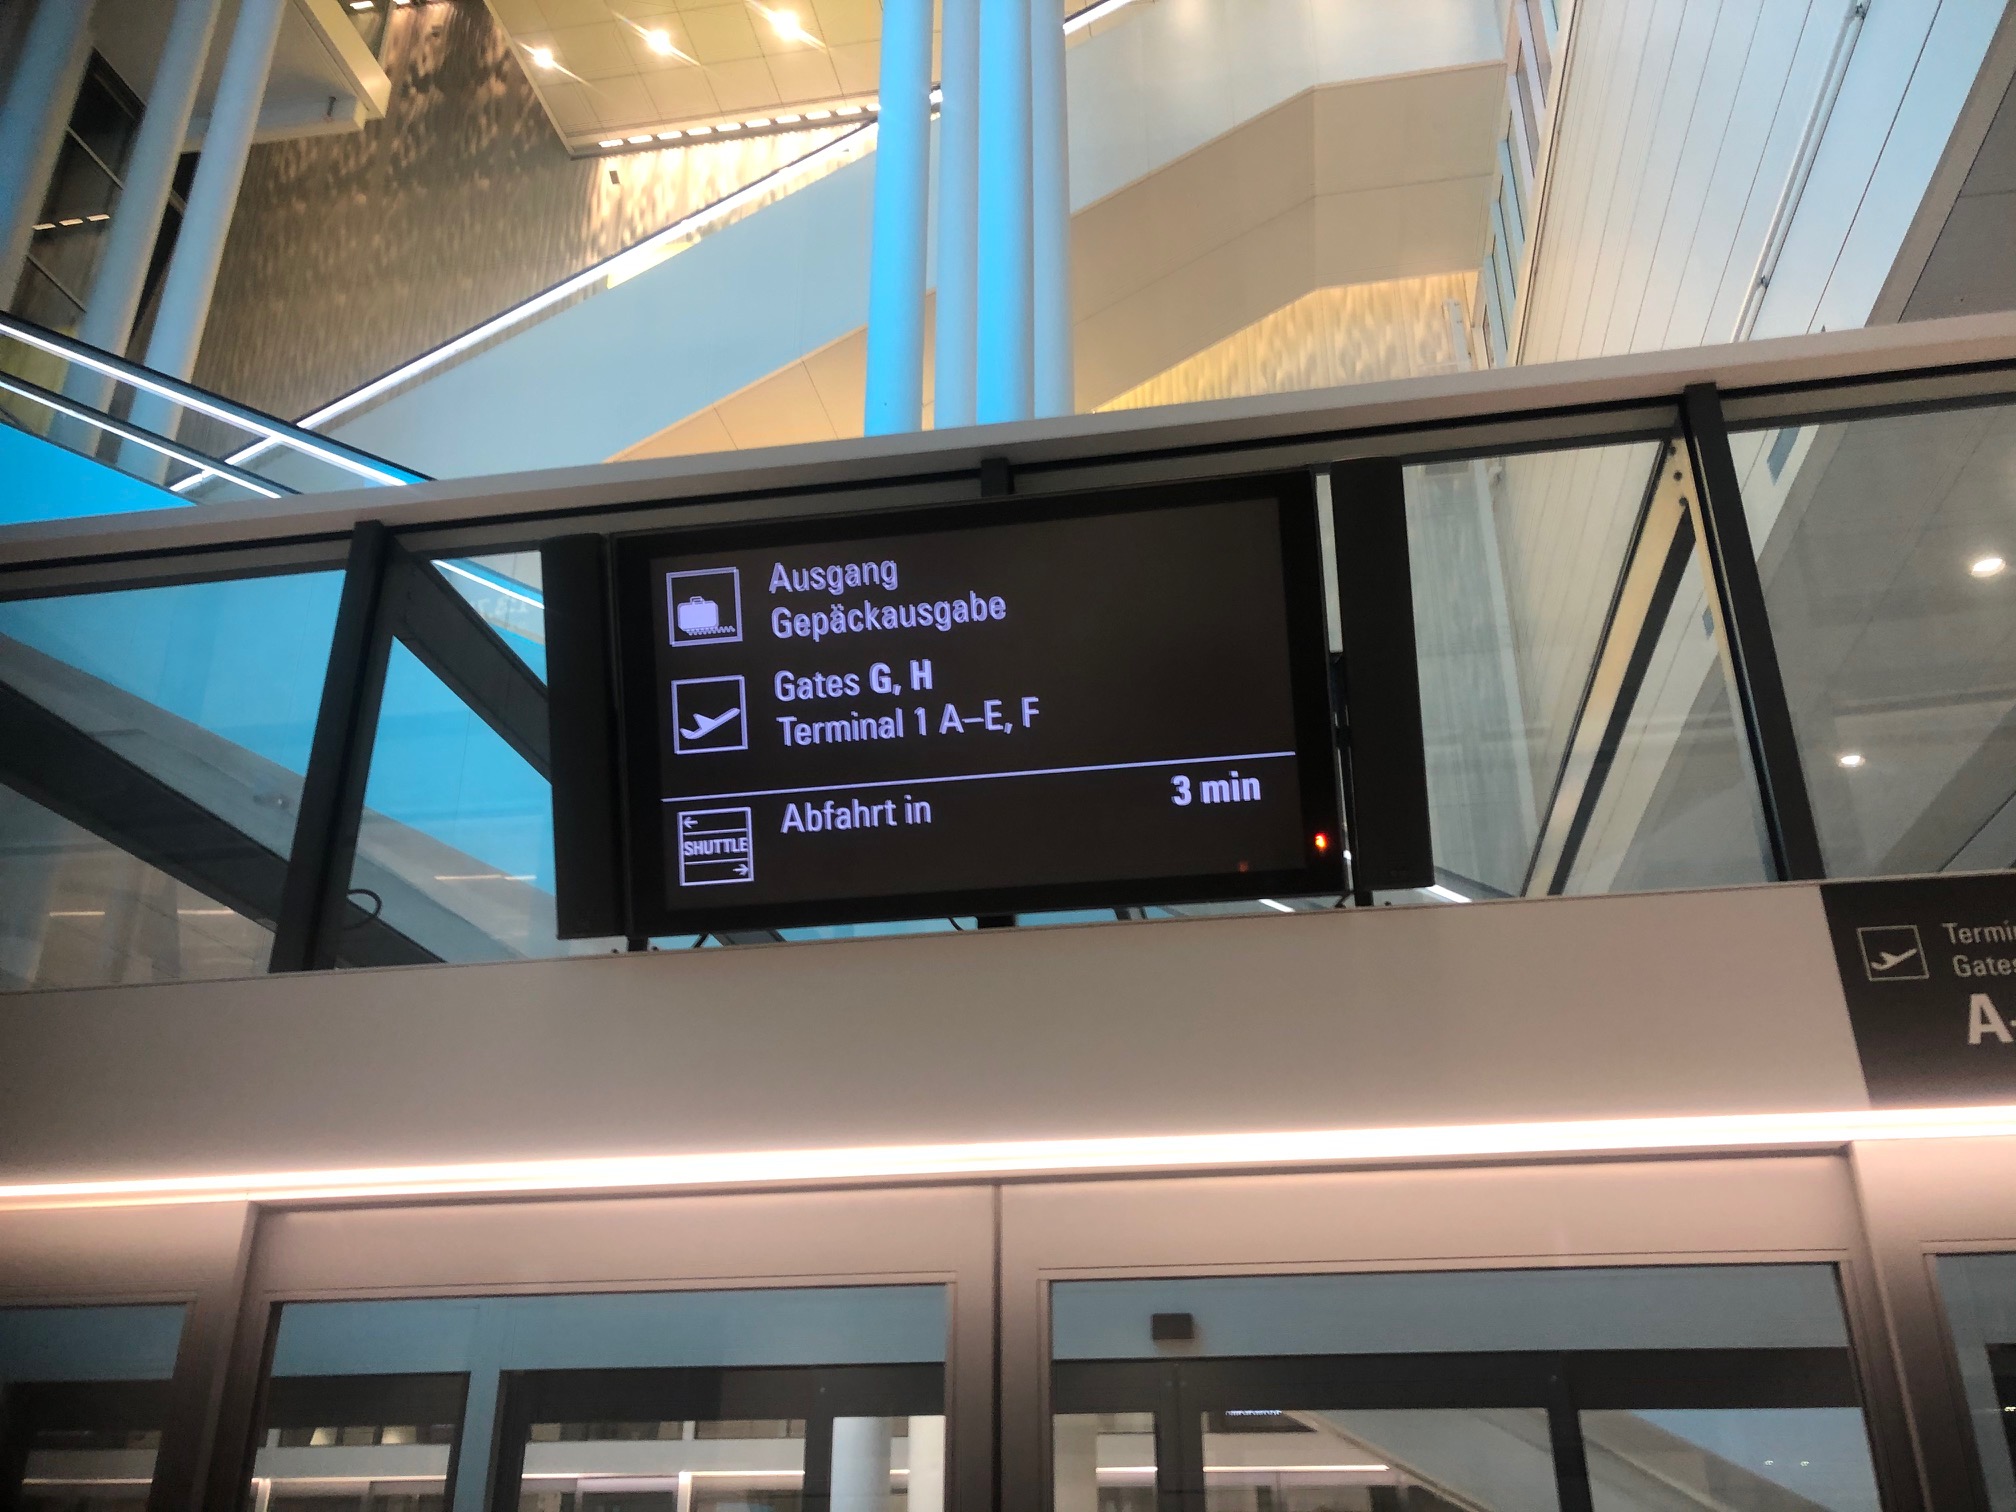 Ausgang
Gepäckausgabe
Gates G, H
Terminal 1 A–E, F
Abfahrt in 3 min
SHUTTLE